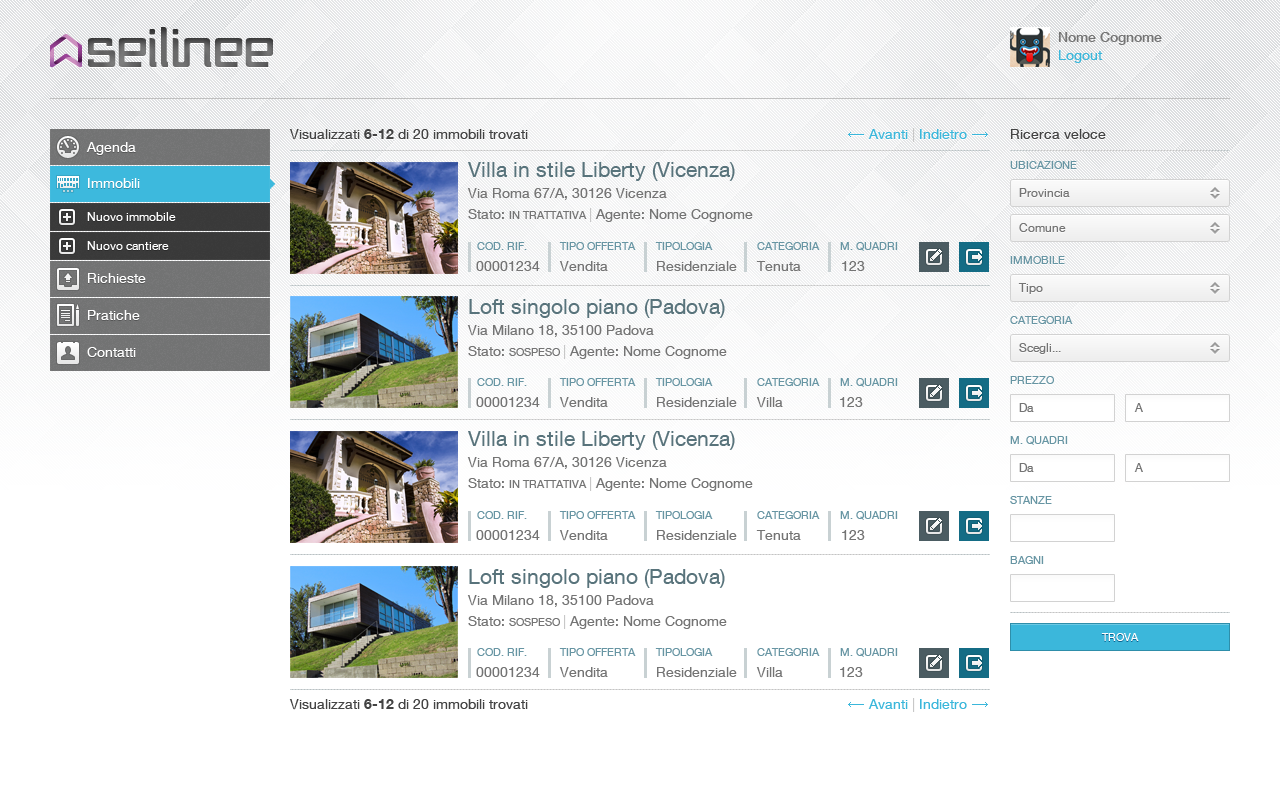 seilinee
Nome Cognome
Logout
Agenda
Immobili
Nuovo immobile
Nuovo cantiere
Richieste
Pratiche
Contatti
Visualizzati 6-12 di 20 immobili trovati
Avanti | Indietro
Villa in stile Liberty (Vicenza)
Via Roma 67/A, 30126 Vicenza
Stato: IN TRATTATIVA | Agente: Nome Cognome
COD. RIF. TIPO OFFERTA TIPOLOGIA CATEGORIA M. QUADRI
00001234 Vendita Residenziale Tenuta 123
Loft singolo piano (Padova)
Via Milano 18, 35100 Padova
Stato: SOSPESO | Agente: Nome Cognome
COD. RIF. TIPO OFFERTA TIPOLOGIA CATEGORIA M. QUADRI
00001234 Vendita Residenziale Villa 123
Villa in stile Liberty (Vicenza)
Via Roma 67/A, 30126 Vicenza
Stato: IN TRATTATIVA | Agente: Nome Cognome
COD. RIF. TIPO OFFERTA TIPOLOGIA CATEGORIA M. QUADRI
00001234 Vendita Residenziale Tenuta 123
Loft singolo piano (Padova)
Via Milano 18, 35100 Padova
Stato: SOSPESO | Agente: Nome Cognome
COD. RIF. TIPO OFFERTA TIPOLOGIA CATEGORIA M. QUADRI
00001234 Vendita Residenziale Villa 123
Visualizzati 6-12 di 20 immobili trovati
Avanti | Indietro
Ricerca veloce
UBICAZIONE
Provincia
Comune
IMMOBILE
Tipo
CATEGORIA
Scegli...
PREZZO
Da A
M. QUADRI
Da A
STANZE
BAGNI
TROVA